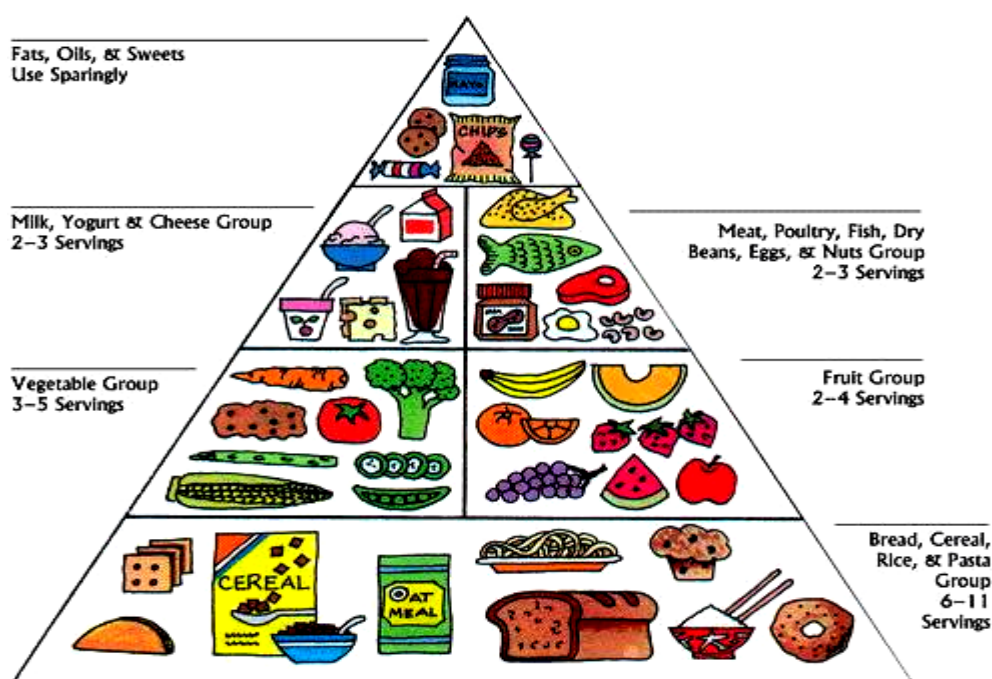 Fats, Oils, & Sweets
Use Sparingly
MAYO
CHIPS
Milk, Yogurt & Cheese Group
2–3 Servings
Meat, Poultry, Fish, Dry
Beans, Eggs, & Nuts Group
2–3 Servings
Vegetable Group
3–5 Servings
Fruit Group
2–4 Servings
Bread, Cereal,
Rice, & Pasta
Group
6–11
Servings
CEREAL
OAT
MEAL